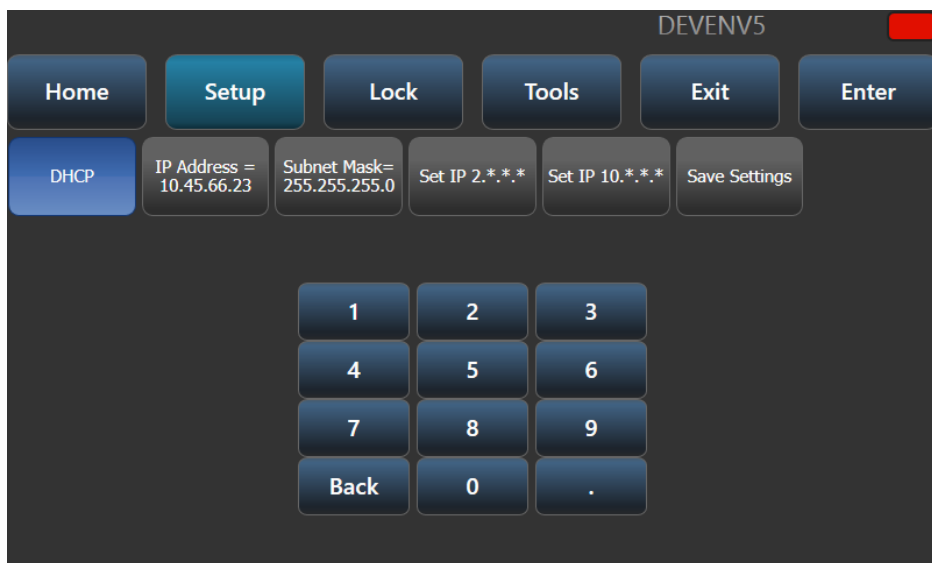 DEVENV5
Home Setup Lock Tools Exit Enter
DHCP
IP Address =
10.45.66.23
Subnet Mask=
255.255.255.0
Set IP 2.*.*.*
Set IP 10.*.*.*
Save Settings
1 2 3
4 5 6
7 8 9
Back 0 .